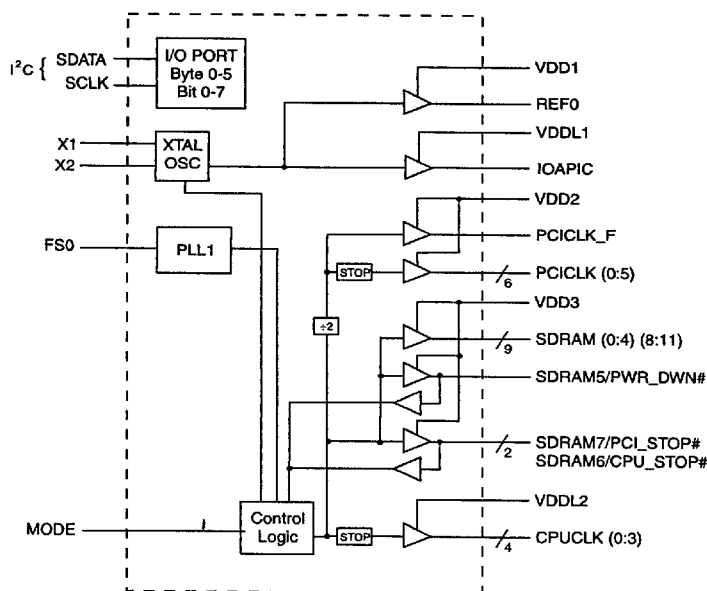 I²C { SDATA
SCLK
I/O PORT
Byte 0-5
Bit 0-7
VDD1
REF0
X1
X2
XTAL
OSC
VDDL1
IOAPIC
VDD2
FS0
PLL1
PCICLK_F
STOP
6
PCICLK (0:5)
VDD3
÷2
9
SDRAM (0:4) (8:11)
SDRAM5/PWR_DWN#
2
SDRAM7/PCI_STOP#
SDRAM6/CPU_STOP#
MODE
Control
Logic
VDDL2
STOP
4
CPUCLK (0:3)